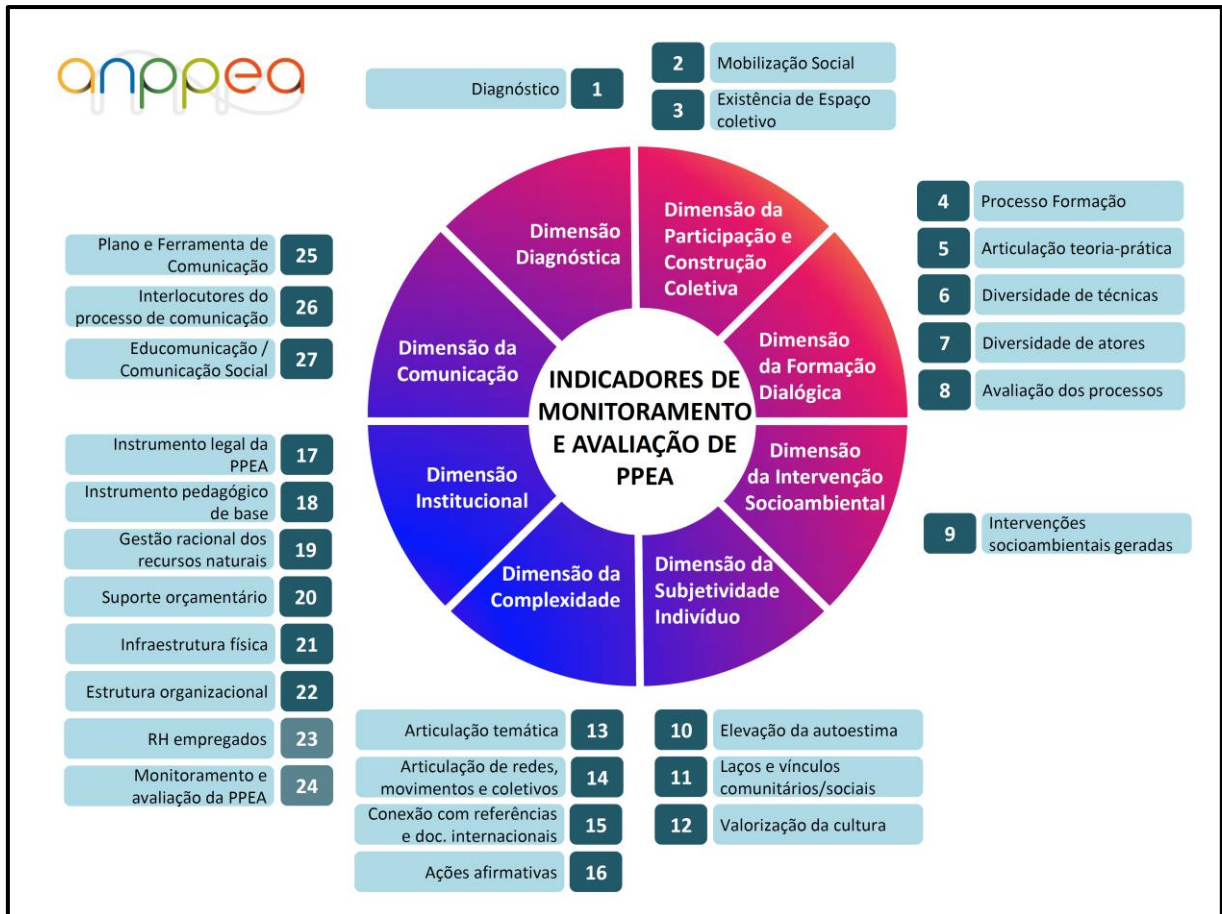 anppea
Diagnóstico 1
2 Mobilização Social
3 Existência de Espaço
coletivo
Dimensão
Diagnóstica
Dimensão da
Participação e
Construção
Coletiva
Dimensão
da Formação
Dialógica
Dimensão
da Intervenção
Socioambiental
Dimensão da
Subjetividade
Indivíduo
Dimensão da
Complexidade
Dimensão
Institucional
Dimensão da
Comunicação
INDICADORES DE
MONITORAMENTO
E AVALIAÇÃO DE
PPEA
4 Processo Formação
5 Articulação teoria-prática
6 Diversidade de técnicas
7 Diversidade de atores
8 Avaliação dos processos
9 Intervenções
socioambientais geradas
10 Elevação da autoestima
11 Laços e vínculos
comunitários/sociais
12 Valorização da cultura
Articulação temática 13
Articulação de redes,
movimentos e coletivos 14
Conexão com referências
e doc. internacionais 15
Ações afirmativas 16
Instrumento legal da
PPEA 17
Instrumento pedagógico
de base 18
Gestão racional dos
recursos naturais 19
Suporte orçamentário 20
Infraestrutura física 21
Estrutura organizacional 22
RH empregados 23
Monitoramento e
avaliação da PPEA 24
Plano e Ferramenta de
Comunicação 25
Interlocutores do
processo de comunicação 26
Educomunicação /
Comunicação Social 27